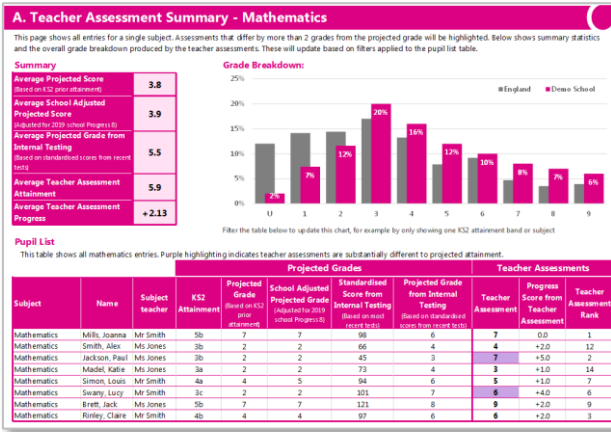 A. Teacher Assessment Summary - Mathematics
This page shows all entries for a single subject. Assessments that differ by more than 2 grades from the projected grade will be highlighted. Below shows summary statistics
and the overall grade breakdown produced by the teacher assessments. These will update based on filters applied to the pupil list table.
Summary
Average Projected Score
(Based on KS2 prior attainment)
3.8
Average School Adjusted
Projected Score
(Adjusted for 2019 school Progress 8)
3.9
Average Projected Grade from
Internal Testing
(Based on standardised scores from recent
tests)
5.5
Average Teacher Assessment
Attainment
5.9
Average Teacher Assessment
Progress
+2.13
Grade Breakdown:
25%
20%
15%
10%
5%
0%
England Demo School
2% 7% 12% 20% 16% 12% 10% 8% 7% 6%
U 1 2 3 4 5 6 7 8 9
Filter the table below to update this chart, for example by only showing one KS2 attainment band or subject
Pupil List
This table shows all mathematics entries. Purple highlighting indicates teacher assessments are substantially different to projected attainment.
Projected Grades Teacher Assessments
Subject
Name
Subject
teacher
KS2
Attainment
Projected
Grade
(Based on KS2
prior
attainment)
School Adjusted
Projected Grade
(Adjusted for 2019
school Progress 8)
Standardised
Score from
Internal
Testing
(Based on most
recent tests)
Projected Grade
from Internal
Testing
(Based on standardised
scores from recent tests)
Teacher
Assessment
Progress
Score from
Teacher
Assessment
Teacher
Assessment
Rank
Mathematics Mills, Joanna Mr Smith 5b 7 7 98 6 7 0.0 1
Mathematics Smith, Alex Ms Jones 3b 2 2 66 4 4 +2.0 12
Mathematics Jackson, Paul Ms Jones 3b 2 2 45 3 7 +5.0 2
Mathematics Madel, Katie Ms Jones 3a 2 2 73 4 3 +1.0 14
Mathematics Simon, Louis Mr Smith 4a 4 5 94 6 5 +1.0 7
Mathematics Swany, Lucy Mr Smith 3c 2 2 101 7 6 +4.0 6
Mathematics Brett, Jack Ms Jones 5b 7 7 121 8 9 +2.0 9
Mathematics Rinley, Claire Mr Smith 4b 4 4 97 6 6 +2.0 3